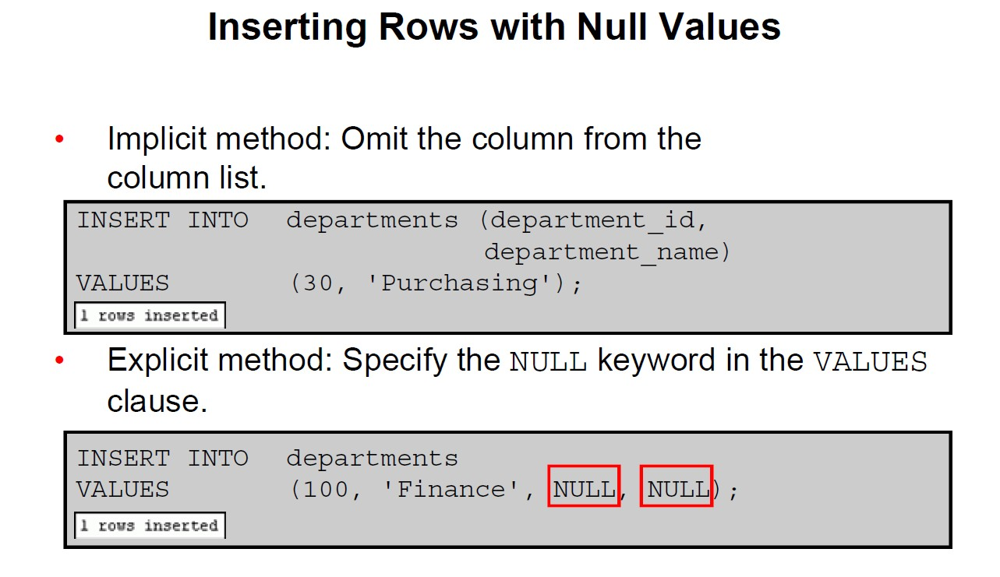 Inserting Rows with Null Values
• Implicit method: Omit the column from the
column list.
INSERT INTO departments (department_id,
department_name)
VALUES (30, 'Purchasing');
1 rows inserted
• Explicit method: Specify the NULL keyword in the VALUES
clause.
INSERT INTO departments
VALUES (100, 'Finance', NULL, NULL);
1 rows inserted